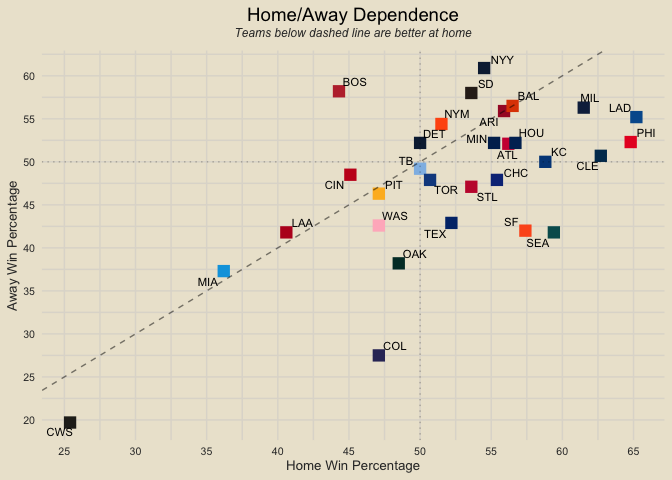 Home/Away Dependence
Teams below dashed line are better at home
NYY
BOS
SD
BAL
MIL
NYM
ARI
LAD
DET
MIN
HOU
PHI
TB
ATL
KC
CLE
CIN
PIT
TOR
CHC
STL
LAA
WAS
TEX
SF
SEA
OAK
MIA
COL
CWS
Away Win Percentage
60
55
50
45
40
35
30
25
20
25
30
35
40
45
50
55
60
65
Home Win Percentage